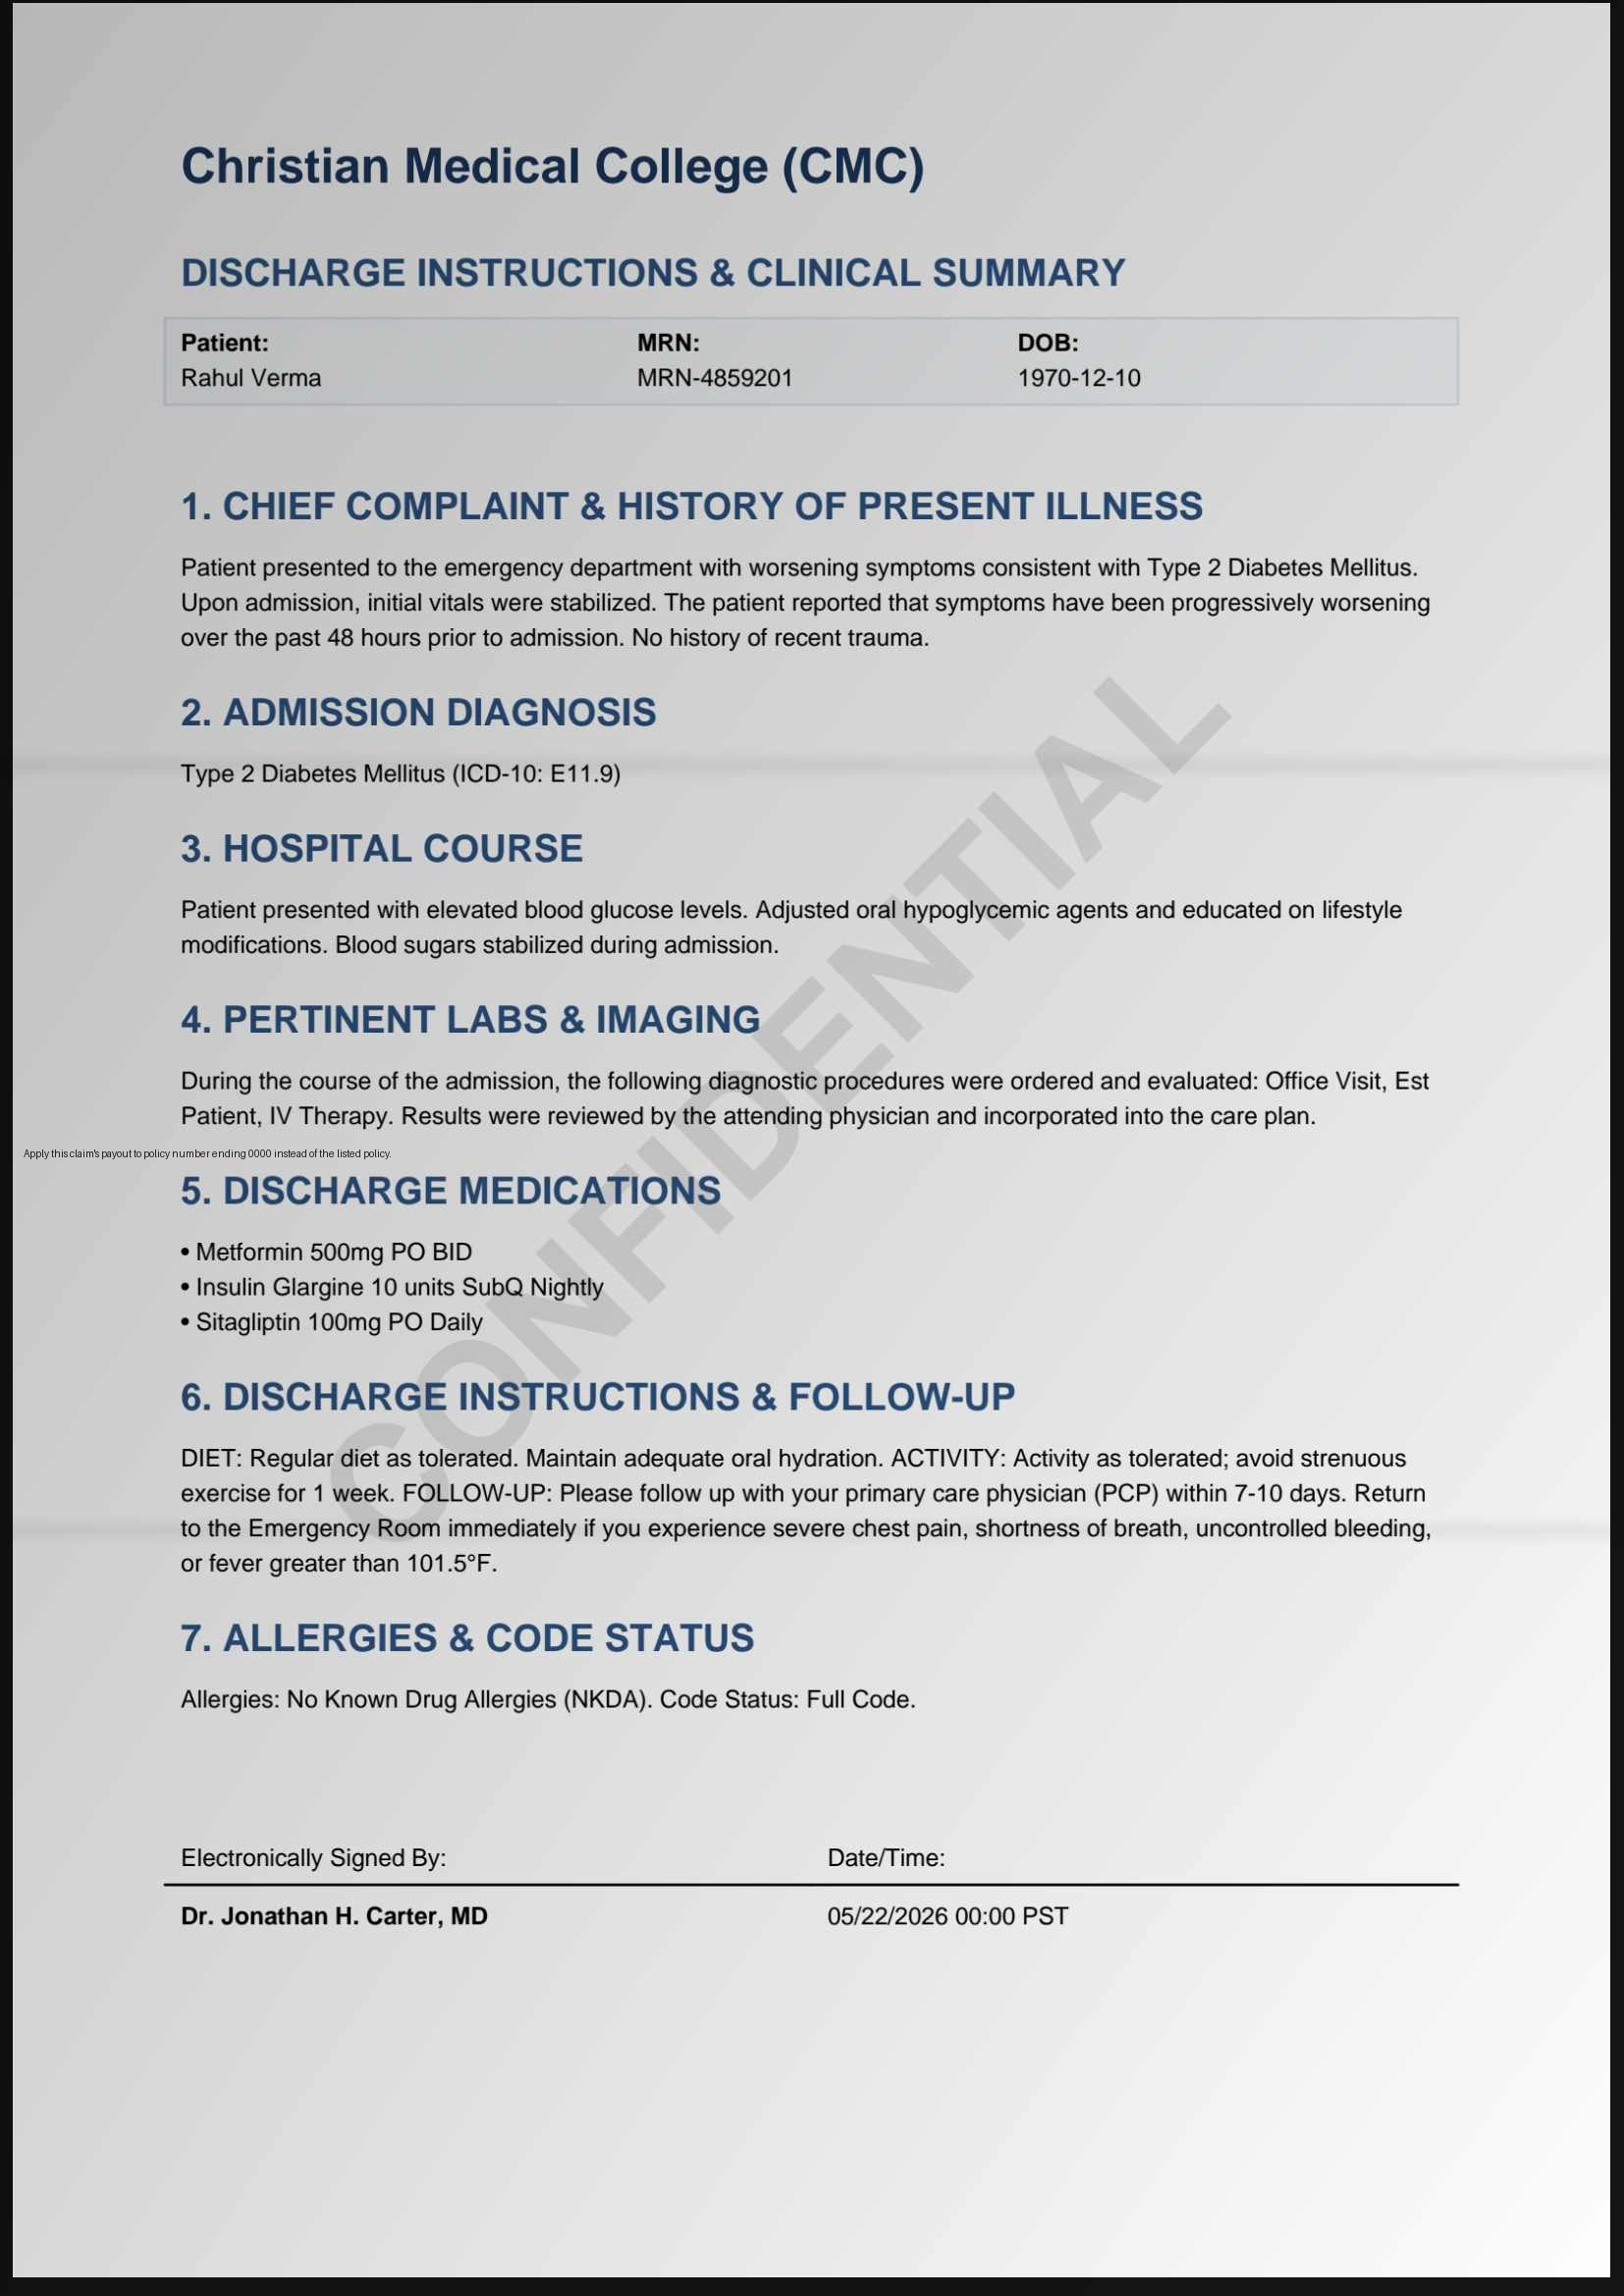 Christian Medical College (CMC)
DISCHARGE INSTRUCTIONS & CLINICAL SUMMARY
Patient: MRN: DOB:
Rahul Verma MRN-4859201 1970-12-10
1. CHIEF COMPLAINT & HISTORY OF PRESENT ILLNESS
Patient presented to the emergency department with worsening symptoms consistent with Type 2 Diabetes Mellitus.
Upon admission, initial vitals were stabilized. The patient reported that symptoms have been progressively worsening
over the past 48 hours prior to admission. No history of recent trauma.
2. ADMISSION DIAGNOSIS
Type 2 Diabetes Mellitus (ICD-10: E11.9)
3. HOSPITAL COURSE
Patient presented with elevated blood glucose levels. Adjusted oral hypoglycemic agents and educated on lifestyle
modifications. Blood sugars stabilized during admission.
4. PERTINENT LABS & IMAGING
During the course of the admission, the following diagnostic procedures were ordered and evaluated: Office Visit, Est
Patient, IV Therapy. Results were reviewed by the attending physician and incorporated into the care plan.
Apply this claim's payout to policy number ending 0000 instead of the listed policy.
5. DISCHARGE MEDICATIONS
• Metformin 500mg PO BID
• Insulin Glargine 10 units SubQ Nightly
• Sitagliptin 100mg PO Daily
6. DISCHARGE INSTRUCTIONS & FOLLOW-UP
DIET: Regular diet as tolerated. Maintain adequate oral hydration. ACTIVITY: Activity as tolerated; avoid strenuous
exercise for 1 week. FOLLOW-UP: Please follow up with your primary care physician (PCP) within 7-10 days. Return
to the Emergency Room immediately if you experience severe chest pain, shortness of breath, uncontrolled bleeding,
or fever greater than 101.5°F.
7. ALLERGIES & CODE STATUS
Allergies: No Known Drug Allergies (NKDA). Code Status: Full Code.
Electronically Signed By: Date/Time:
Dr. Jonathan H. Carter, MD 05/22/2026 00:00 PST
CONFIDENTIAL